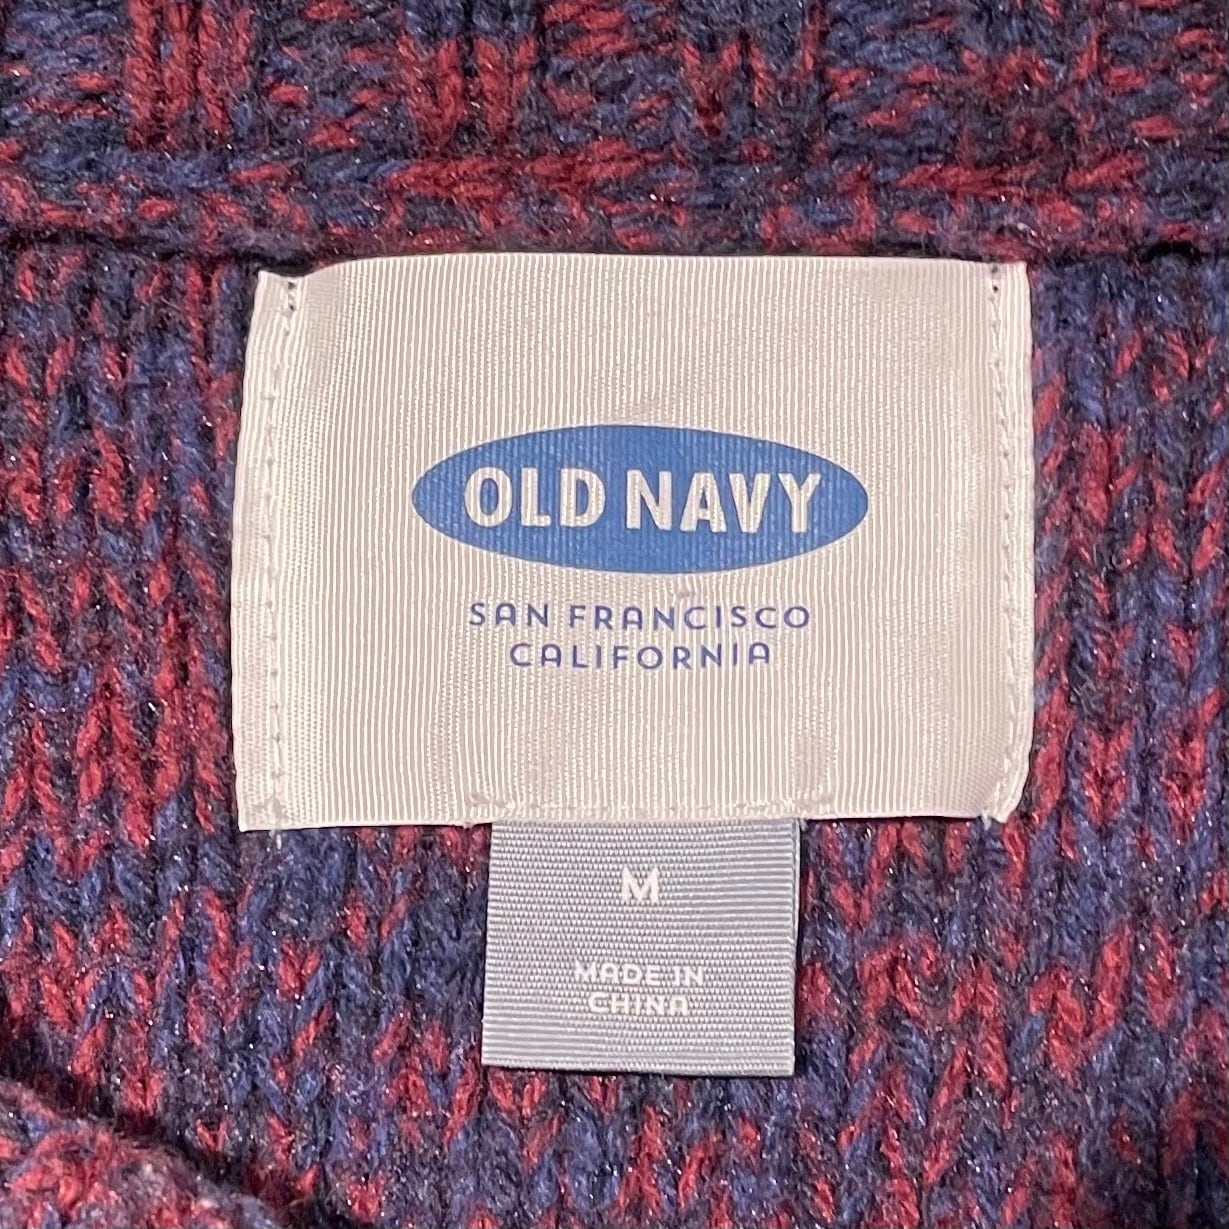 OLD NAVY
SAN FRANCISCO
CALIFORNIA
M
MADE IN
CHINA